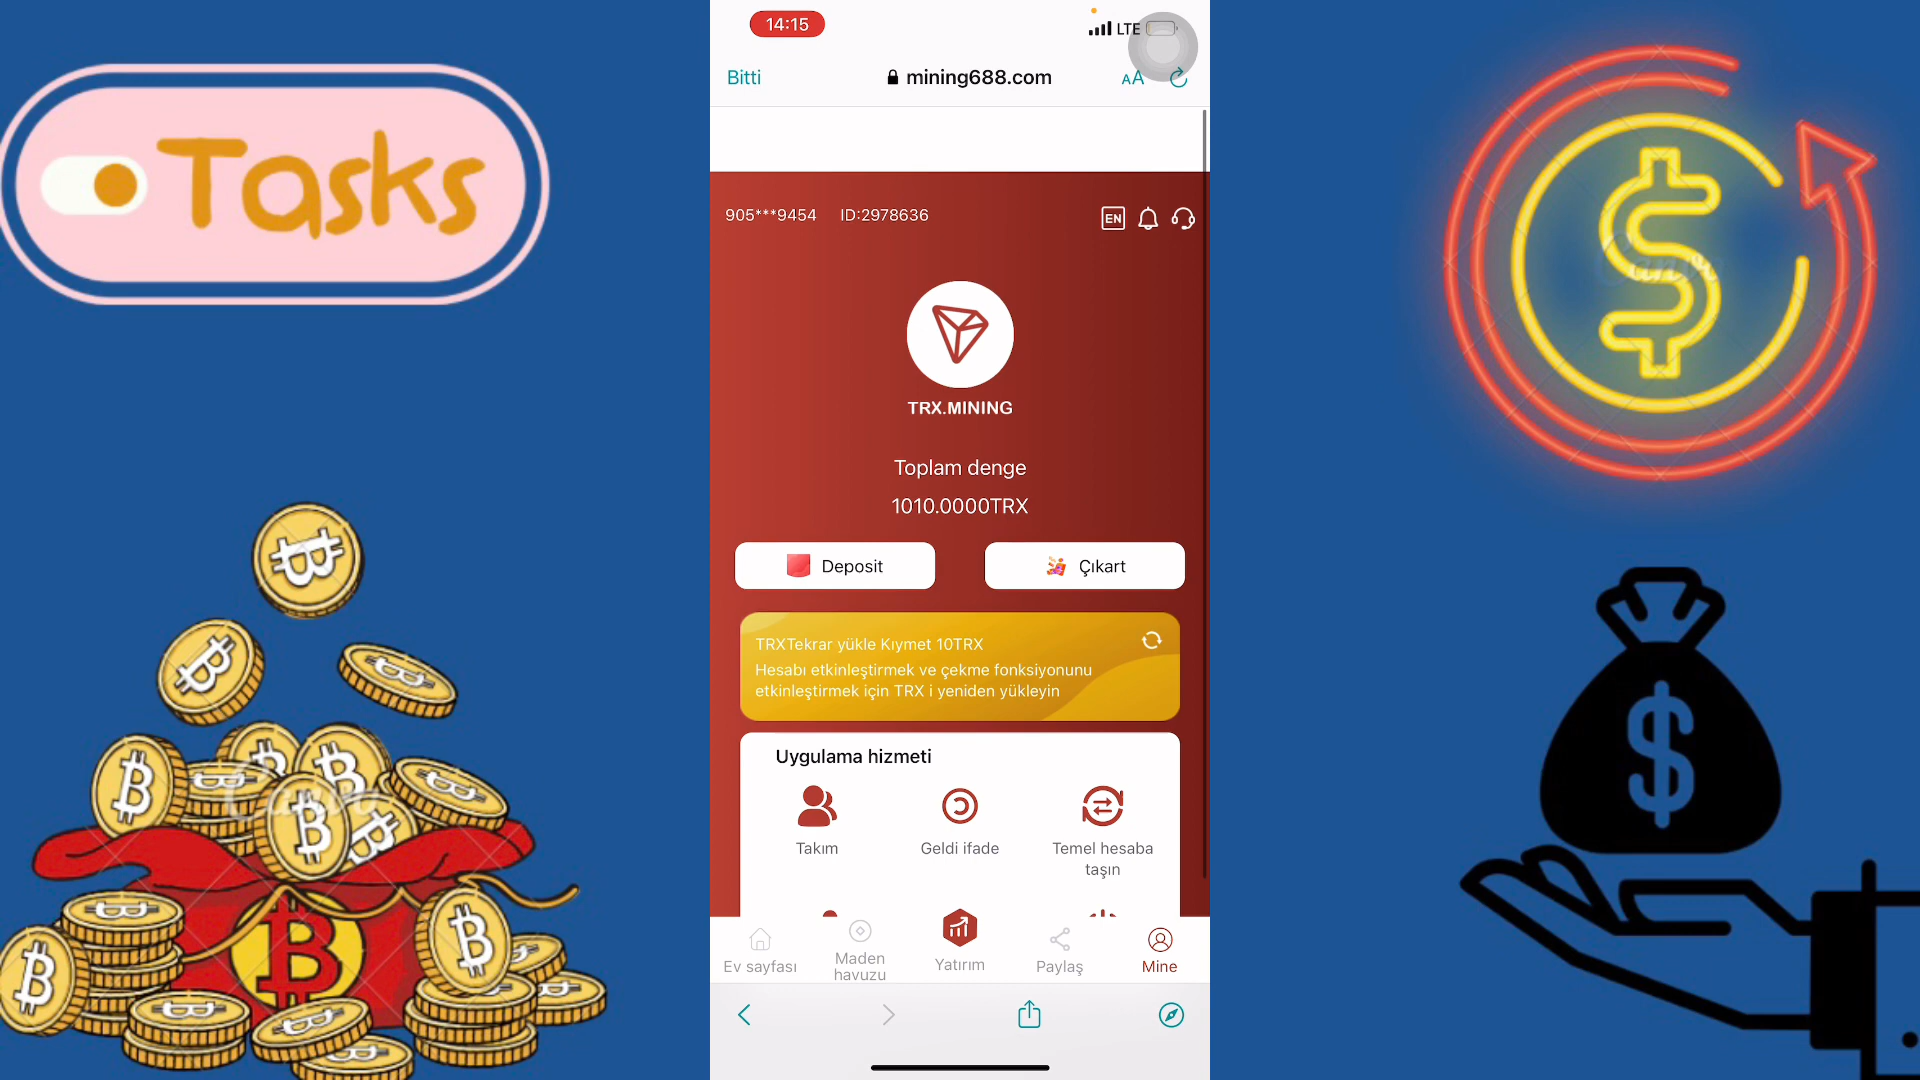 Tasks
14:15
LTE
Bitti
mining688.com
AA
905***9454 ID:2978636
EN
TRX.MINING
Toplam denge
1010.0000TRX
Deposit
Çıkart
TRXTekrar yükle Kıymet 10TRX
Hesabı etkinleştirmek ve çekme fonksiyonunu
etkinleştirmek için TRX i yeniden yükleyin
Uygulama hizmeti
Takım
Geldi ifade
Temel hesaba
taşın
Ev sayfası
Maden
havuzu
Yatırım
Paylaş
Mine
Canva
Canva